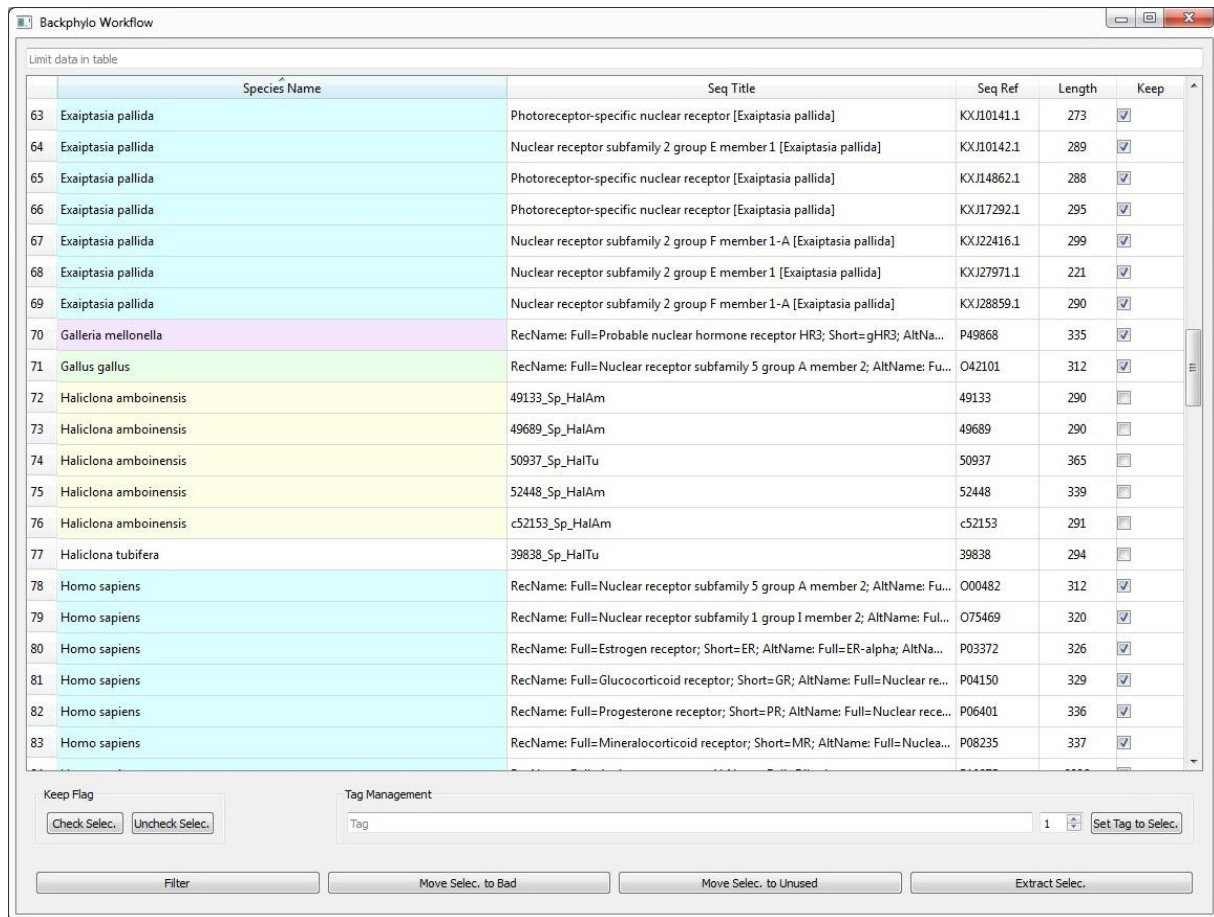 Backphylo Workflow
Limit data in table
Species Name Seq Title Seq Ref Length Keep
63 Exaiptasia pallida Photoreceptor-specific nuclear receptor [Exaiptasia pallida] KXJ10141.1 273
64 Exaiptasia pallida Nuclear receptor subfamily 2 group E member 1 [Exaiptasia pallida] KXJ10142.1 289
65 Exaiptasia pallida Photoreceptor-specific nuclear receptor [Exaiptasia pallida] KXJ14862.1 288
66 Exaiptasia pallida Photoreceptor-specific nuclear receptor [Exaiptasia pallida] KXJ17292.1 295
67 Exaiptasia pallida Nuclear receptor subfamily 2 group F member 1-A [Exaiptasia pallida] KXJ22416.1 299
68 Exaiptasia pallida Nuclear receptor subfamily 2 group E member 1 [Exaiptasia pallida] KXJ27971.1 221
69 Exaiptasia pallida Nuclear receptor subfamily 2 group F member 1-A [Exaiptasia pallida] KXJ28859.1 290
70 Galleria mellonella RecName: Full=Probable nuclear hormone receptor HR3; Short=gHR3; AltNa... P49868 335
71 Gallus gallus RecName: Full=Nuclear receptor subfamily 5 group A member 2; AltName: Fu... O42101 312
72 Haliclona amboinensis 49133_Sp_HalAm 49133 290
73 Haliclona amboinensis 49689_Sp_HalAm 49689 290
74 Haliclona amboinensis 50937_Sp_HalTu 50937 365
75 Haliclona amboinensis 52448_Sp_HalAm 52448 339
76 Haliclona amboinensis c52153_Sp_HalAm c52153 291
77 Haliclona tubifera 39838_Sp_HalTu 39838 294
78 Homo sapiens RecName: Full=Nuclear receptor subfamily 5 group A member 2; AltName: Fu... O00482 312
79 Homo sapiens RecName: Full=Nuclear receptor subfamily 1 group I member 2; AltName: Ful... O75469 320
80 Homo sapiens RecName: Full=Estrogen receptor; Short=ER; AltName: Full=ER-alpha; AltNa... P03372 326
81 Homo sapiens RecName: Full=Glucocorticoid receptor; Short=GR; AltName: Full=Nuclear re... P04150 329
82 Homo sapiens RecName: Full=Progesterone receptor; Short=PR; AltName: Full=Nuclear rece... P06401 336
83 Homo sapiens RecName: Full=Mineralocorticoid receptor; Short=MR; AltName: Full=Nuclea... P08235 337
Keep Flag Tag Management
Check Selec. Uncheck Selec. Tag 1 Set Tag to Selec.
Filter Move Selec. to Bad Move Selec. to Unused Extract Selec.